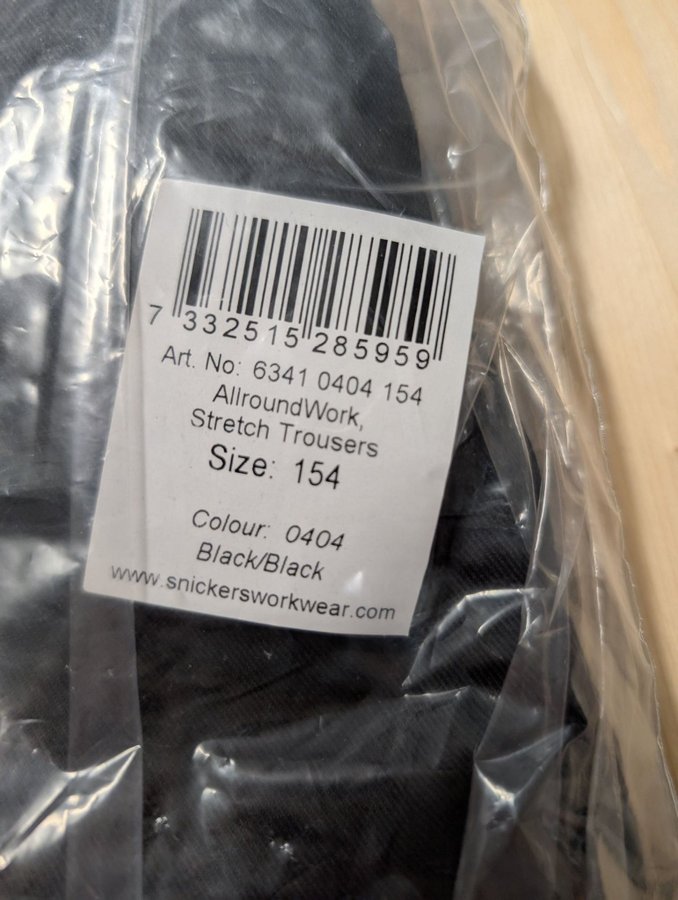 7 332515 285959
Art. No: 6341 0404 154
AllroundWork,
Stretch Trousers
Size: 154
Colour: 0404
Black/Black
www.snickersworkwear.com